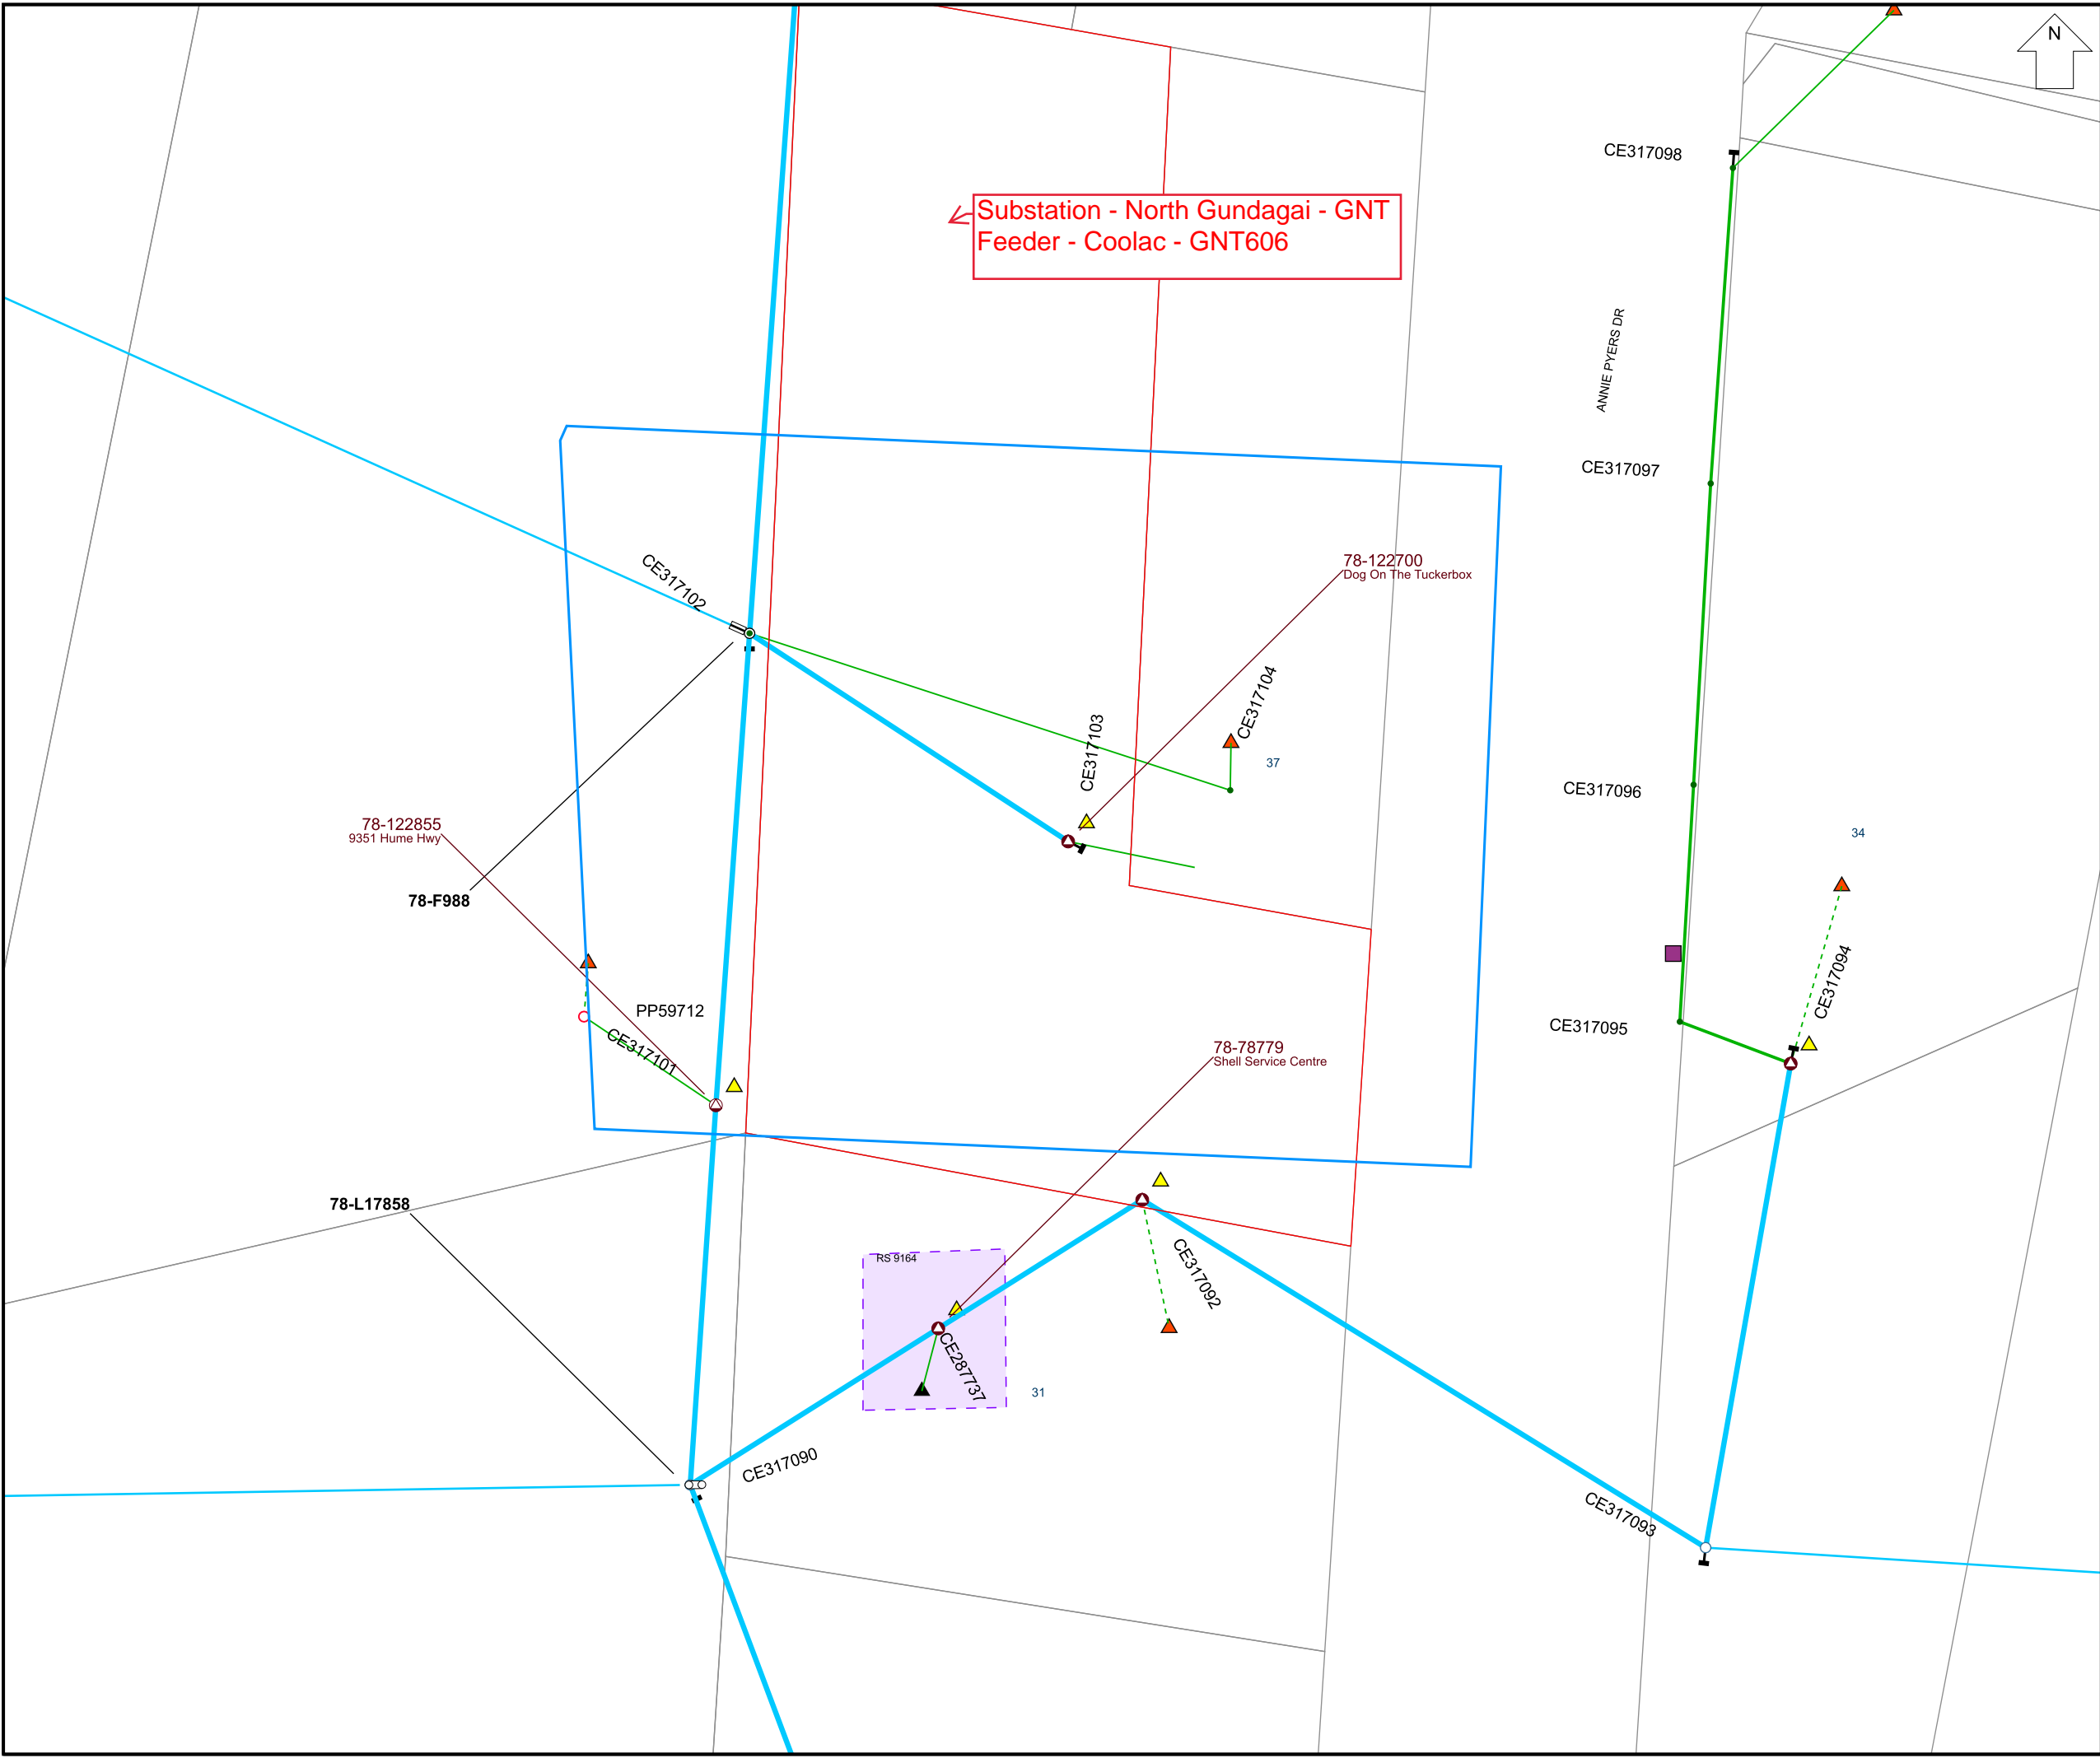 N
CE317098
Substation - North Gundagai - GNT
Feeder - Coolac - GNT606
ANNIE PYERS DR
CE317097
CE317102
78-122700
Dog On The Tuckerbox
CE317104
CE317103
37
CE317096
78-122855
9351 Hume Hwy
34
78-F988
CE317094
PP59712
CE317101
CE317095
78-78779
Shell Service Centre
78-L17858
RS 9164
CE317092
CE287737
31
CE317090
CE317093